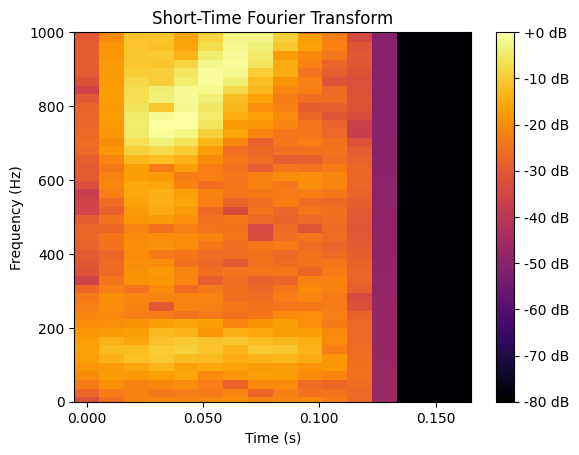 Short-Time Fourier Transform
Frequency (Hz)
1000
800
600
400
200
0
0.000
0.050
0.100
0.150
Time (s)
+0 dB
-10 dB
-20 dB
-30 dB
-40 dB
-50 dB
-60 dB
-70 dB
-80 dB